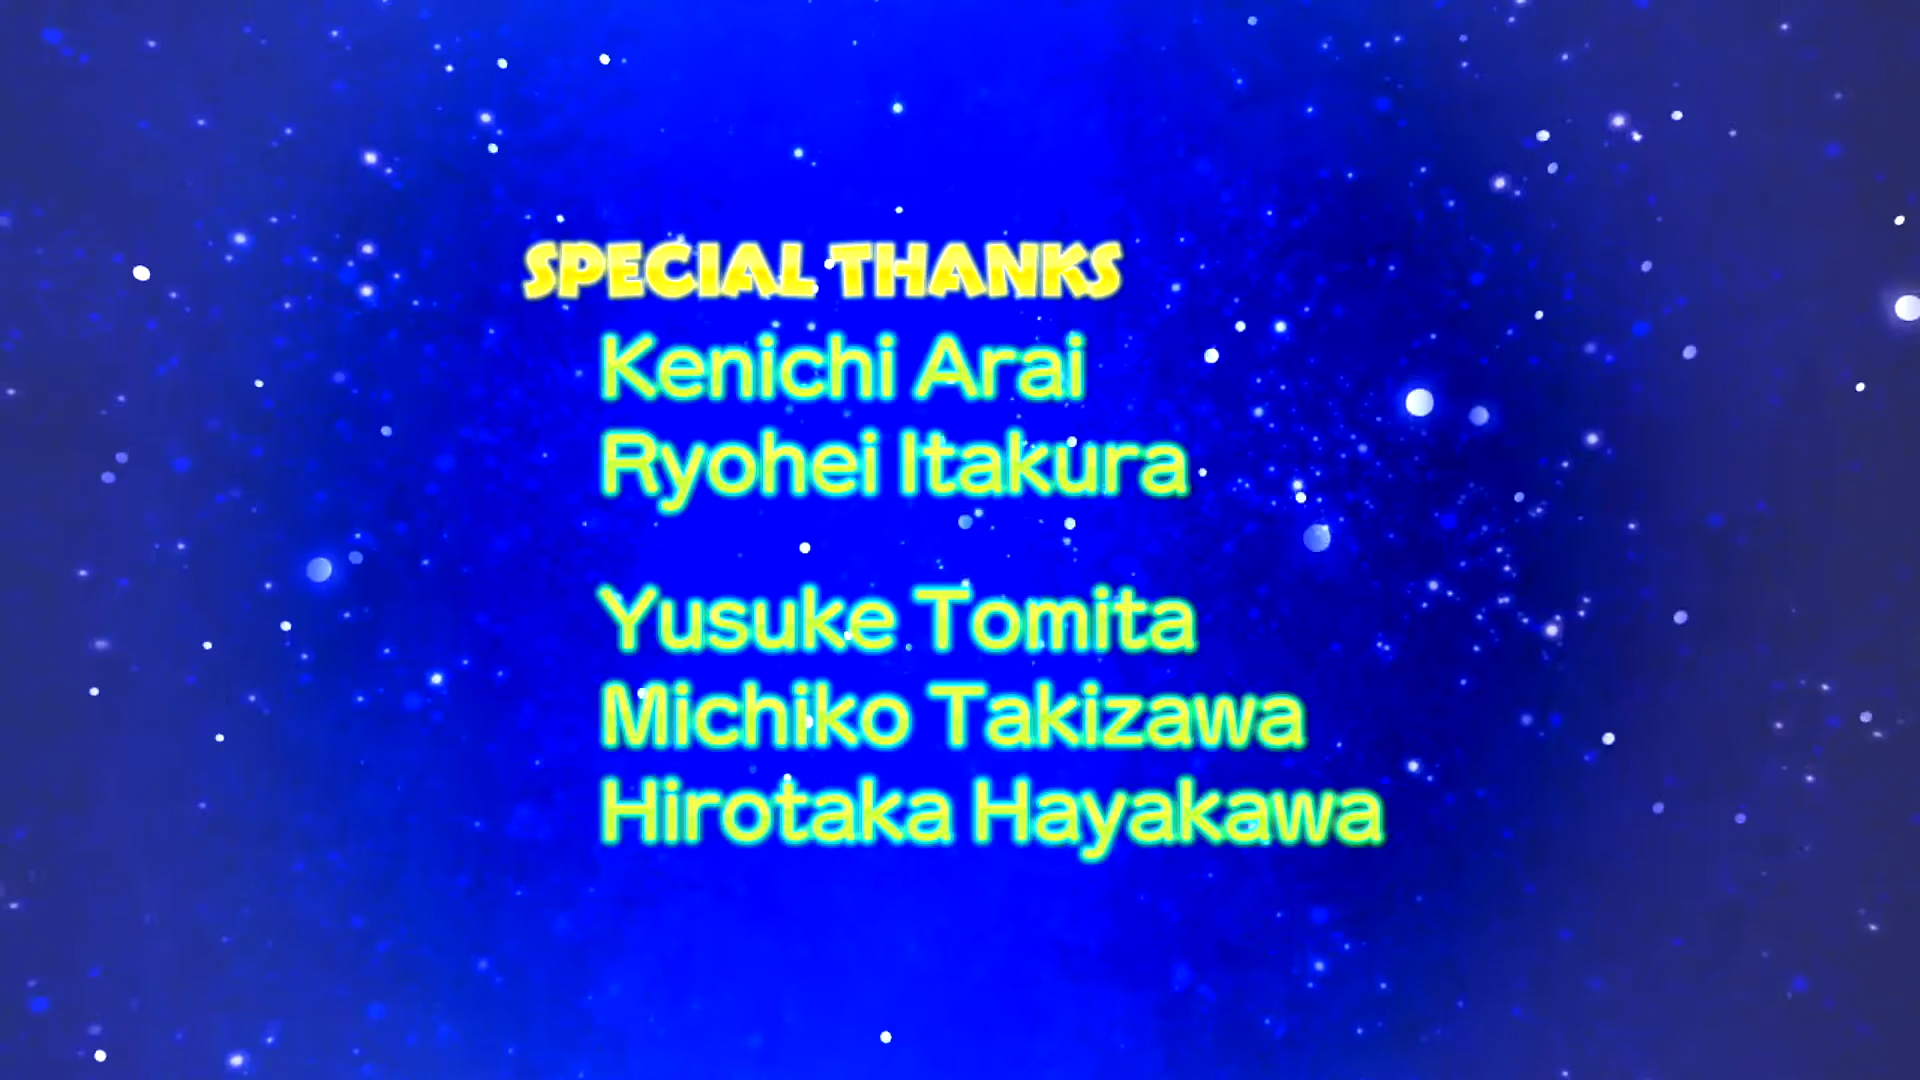 SPECIAL THANKS
Kenichi Arai
Ryohei Itakura
Yusuke Tomita
Michiko Takizawa
Hirotaka Hayakawa